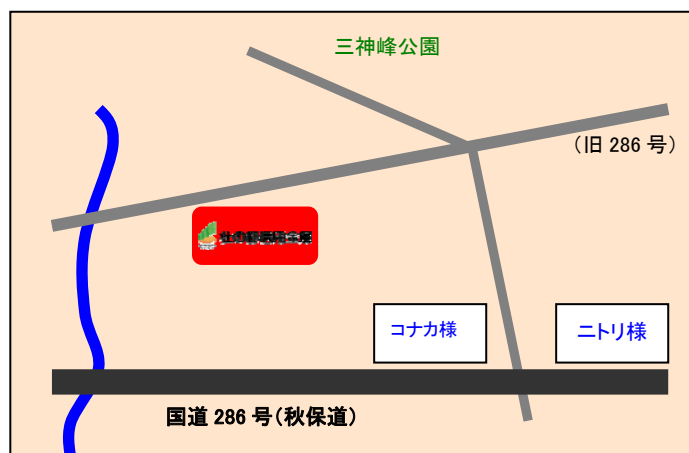 三神峰公園
（旧 286 号）
コナカ様
ニトリ様
国道 286 号（秋保道）